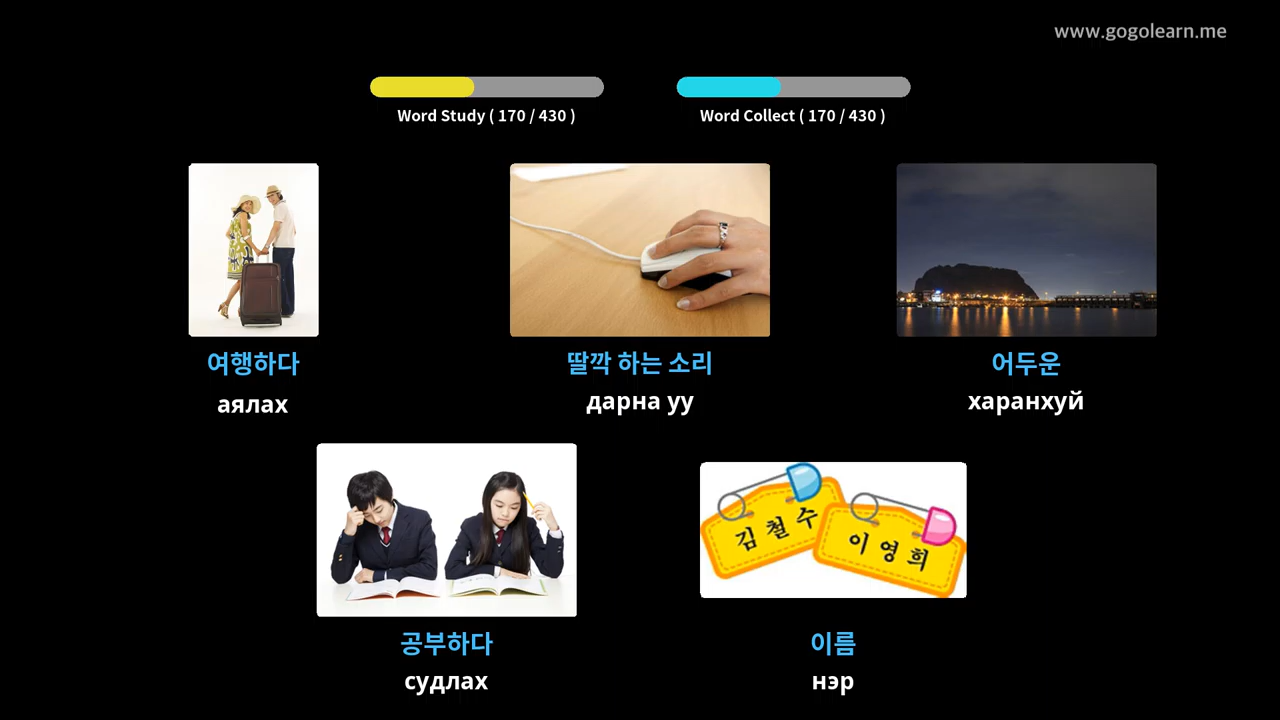 www.gogolearn.me
Word Study ( 170 / 430 )
Word Collect ( 170 / 430 )
여행하다
аялах
딸깍 하는 소리
дарна уу
어두운
харанхуй
김철수
이영희
공부하다
судлах
이름
нэр